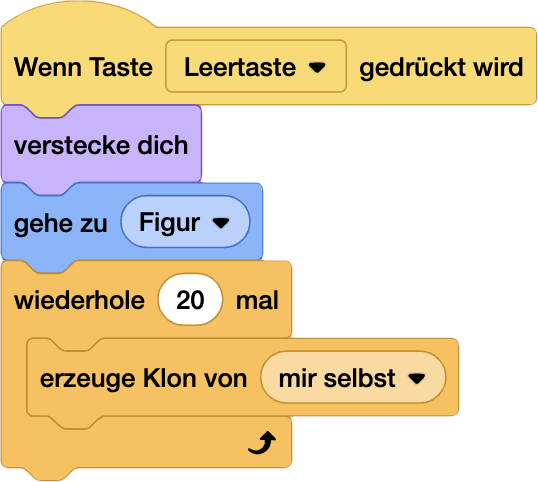 Wenn Taste Leertaste gedrückt wird
verstecke dich
gehe zu Figur
wiederhole 20 mal
erzeuge Klon von mir selbst